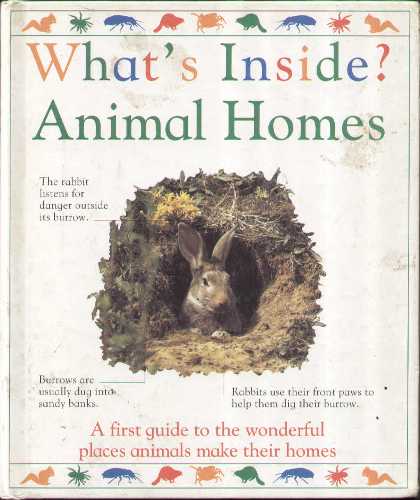 What's Inside?
Animal Homes
The rabbit
listens for
danger outside
its burrow.
Burrows are
usually dug into
sandy banks.
Rabbits use their front paws to
help them dig their burrow.
A first guide to the wonderful
places animals make their homes